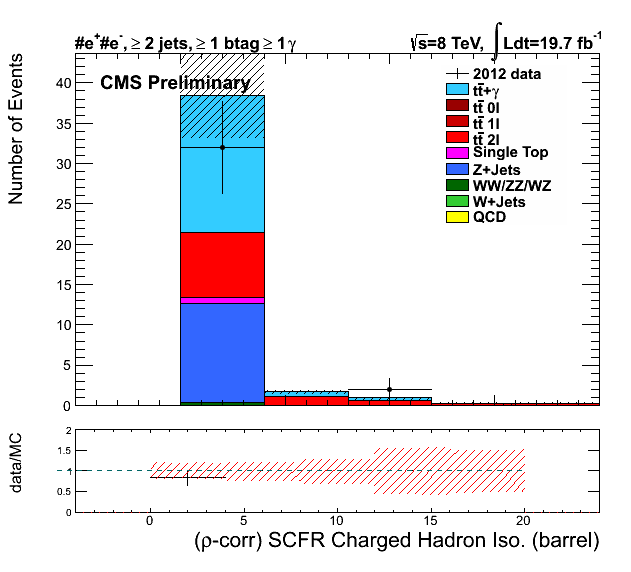 #e⁺#e⁻, ≥ 2 jets, ≥ 1 btag ≥ 1 γ
√s=8 TeV, ∫ Ldt=19.7 fb⁻¹
CMS Preliminary
2012 data
tt̄+γ
tt̄ 0l
tt̄ 1l
tt̄ 2l
Single Top
Z+Jets
WW/ZZ/WZ
W+Jets
QCD
Number of Events
40
35
30
25
20
15
10
5
0
data/MC
2
1.5
1
0.5
0
0 5 10 15 20
(ρ-corr) SCFR Charged Hadron Iso. (barrel)